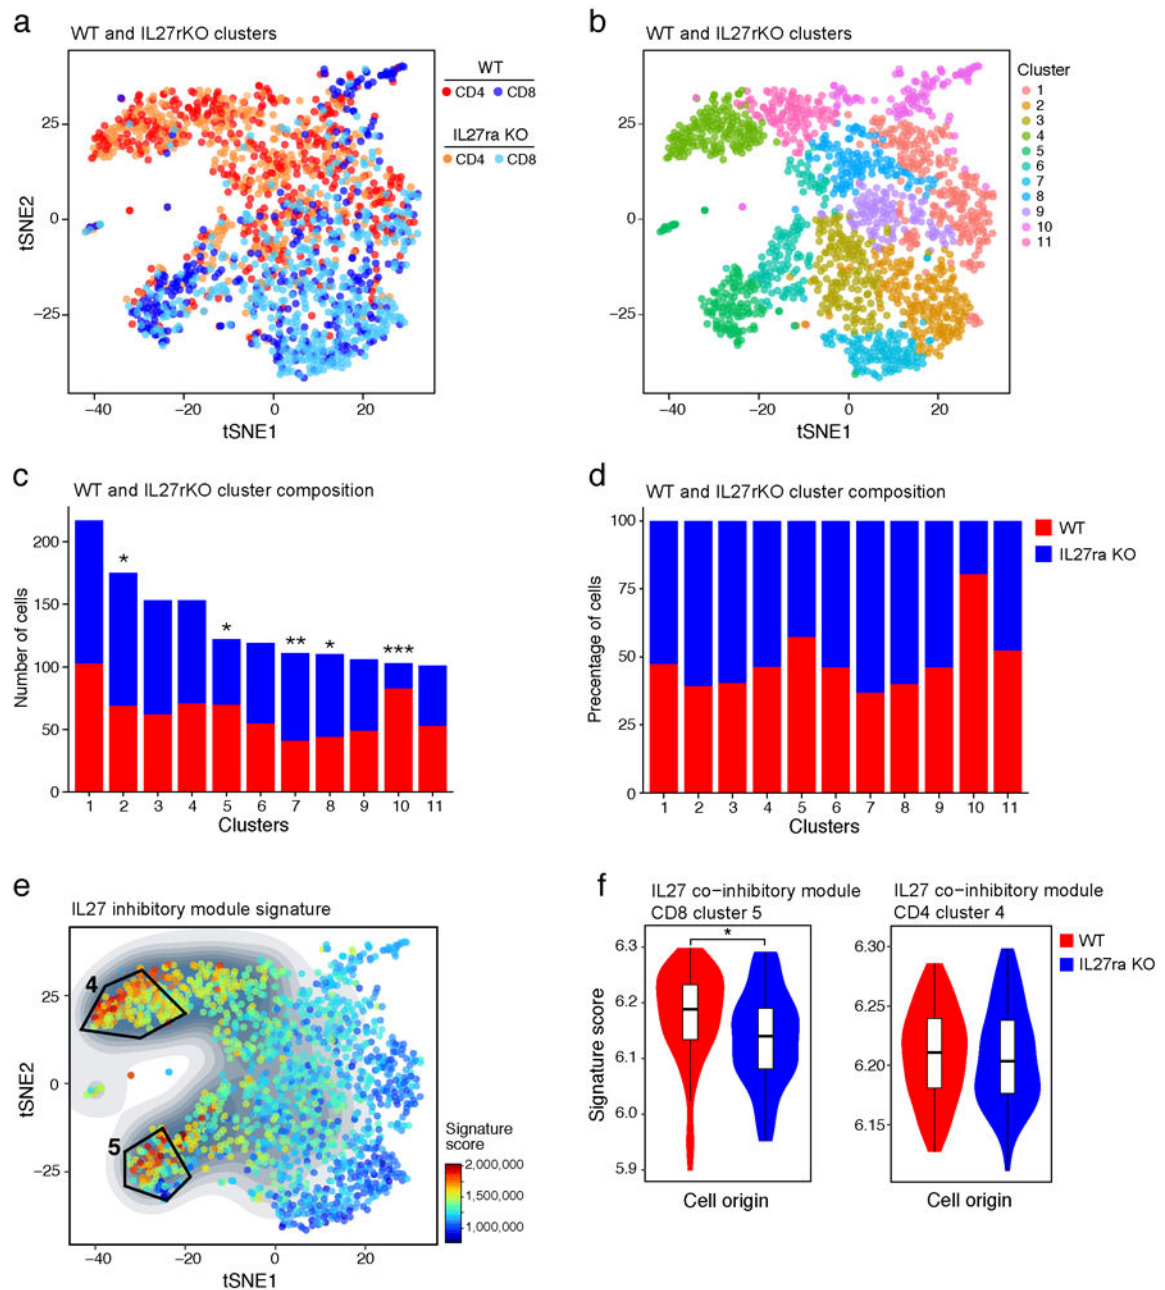 a
WT and IL27rKO clusters
WT
CD4 CD8
IL27ra KO
CD4 CD8
25
0
−25
tSNE2
−40 −20 0 20
tSNE1
b
WT and IL27rKO clusters
Cluster
1
2
3
4
5
6
7
8
9
10
11
25
0
−25
−40 −20 0 20
tSNE1
c
WT and IL27rKO cluster composition
200
150
100
50
0
Number of cells
* * ** * ***
1 2 3 4 5 6 7 8 9 10 11
Clusters
d
WT and IL27rKO cluster composition
100
75
50
25
0
Precentage of cells
WT
IL27ra KO
1 2 3 4 5 6 7 8 9 10 11
Clusters
e
IL27 inhibitory module signature
4
5
25
0
−25
tSNE2
Signature
score
2,000,000
1,500,000
1,000,000
−40 −20 0 20
tSNE1
f
IL27 co−inhibitory module
CD8 cluster 5
*
6.3
6.2
6.1
6.0
5.9
Signature score
Cell origin
IL27 co−inhibitory module
CD4 cluster 4
6.30
6.25
6.20
6.15
Cell origin
WT
IL27ra KO